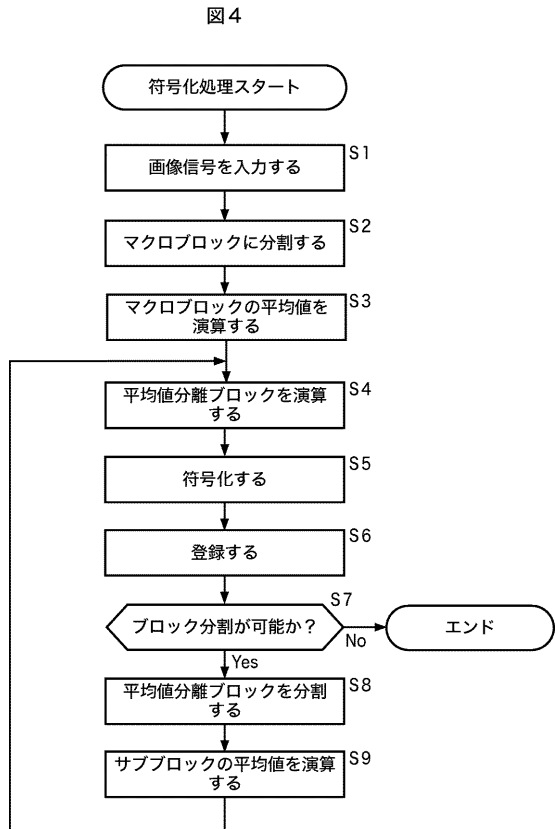 図4
符号化処理スタート
S1
画像信号を入力する
S2
マクロブロックに分割する
S3
マクロブロックの平均値を
演算する
S4
平均値分離ブロックを演算
する
S5
符号化する
S6
登録する
S7
ブロック分割が可能か？
No
エンド
Yes
S8
平均値分離ブロックを分割
する
S9
サブブロックの平均値を演算
する